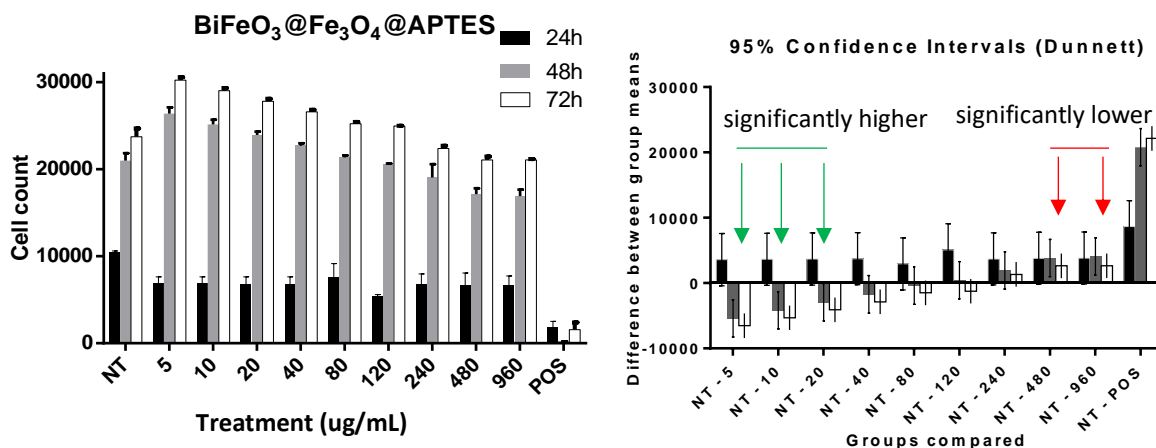 BiFeO₃@Fe₃O₄@APTES
24h
48h
72h
Cell count
30000
20000
10000
0
NT
5
10
20
40
80
120
240
480
960
POS
Treatment (ug/mL)
95% Confidence Intervals (Dunnett)
Difference between group means
30000
20000
10000
0
-10000
significantly higher
significantly lower
NT - 5
NT - 10
NT - 20
NT - 40
NT - 80
NT - 120
NT - 240
NT - 480
NT - 960
NT - POS
Groups compared